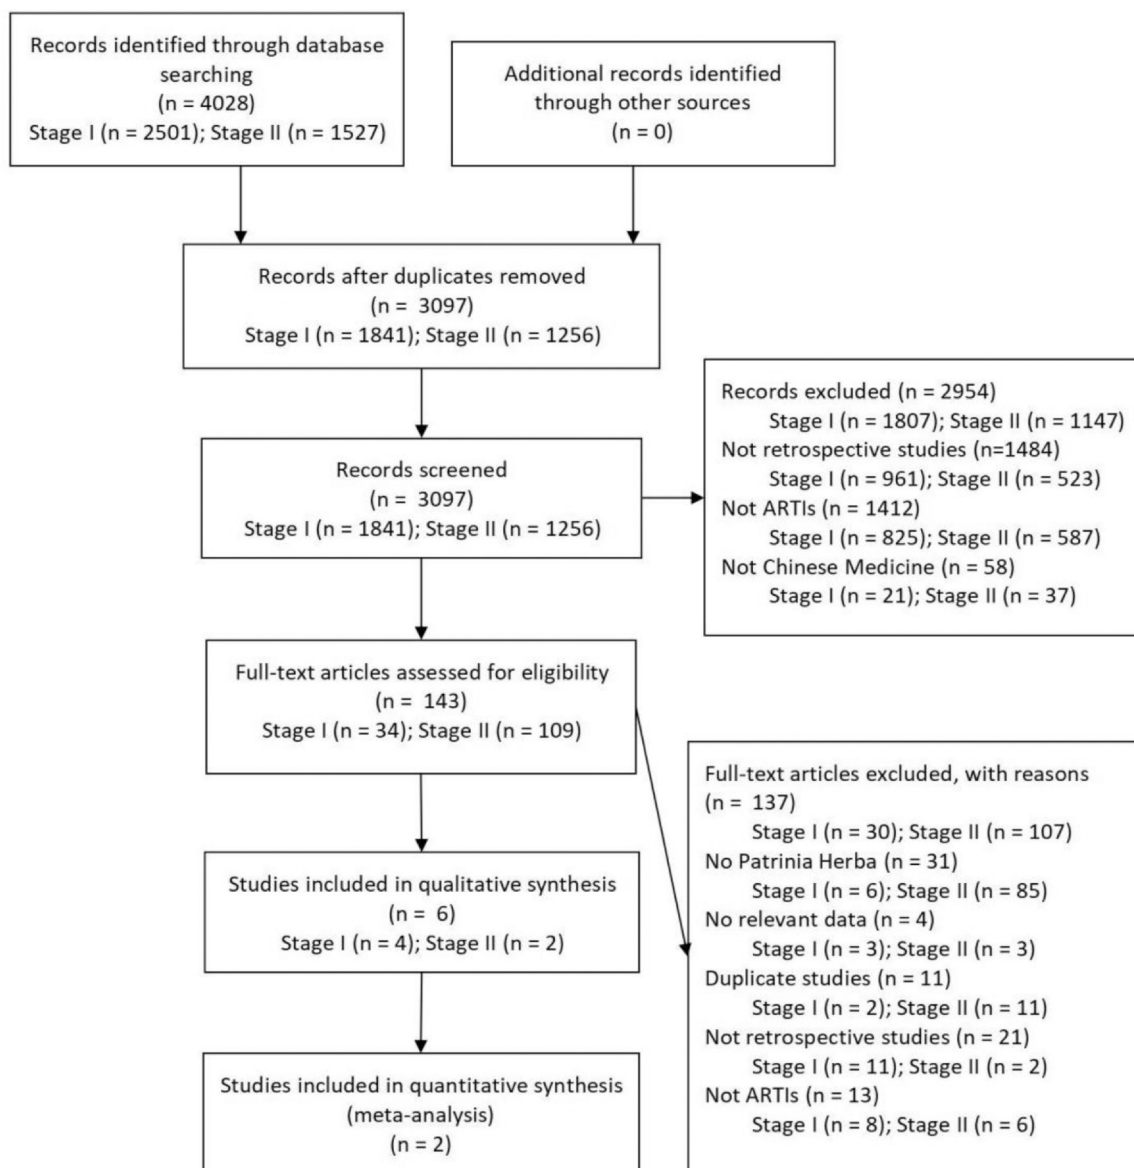 Records identified through database
searching
(n = 4028)
Stage I (n = 2501); Stage II (n = 1527)
Additional records identified
through other sources
(n = 0)
Records after duplicates removed
(n = 3097)
Stage I (n = 1841); Stage II (n = 1256)
Records screened
(n = 3097)
Stage I (n = 1841); Stage II (n = 1256)
Records excluded (n = 2954)
Stage I (n = 1807); Stage II (n = 1147)
Not retrospective studies (n=1484)
Stage I (n = 961); Stage II (n = 523)
Not ARTIs (n = 1412)
Stage I (n = 825); Stage II (n = 587)
Not Chinese Medicine (n = 58)
Stage I (n = 21); Stage II (n = 37)
Full-text articles assessed for eligibility
(n = 143)
Stage I (n = 34); Stage II (n = 109)
Full-text articles excluded, with reasons
(n = 137)
Stage I (n = 30); Stage II (n = 107)
No Patrinia Herba (n = 31)
Stage I (n = 6); Stage II (n = 85)
No relevant data (n = 4)
Stage I (n = 3); Stage II (n = 3)
Duplicate studies (n = 11)
Stage I (n = 2); Stage II (n = 11)
Not retrospective studies (n = 21)
Stage I (n = 11); Stage II (n = 2)
Not ARTIs (n = 13)
Stage I (n = 8); Stage II (n = 6)
Studies included in qualitative synthesis
(n = 6)
Stage I (n = 4); Stage II (n = 2)
Studies included in quantitative synthesis
(meta-analysis)
(n = 2)